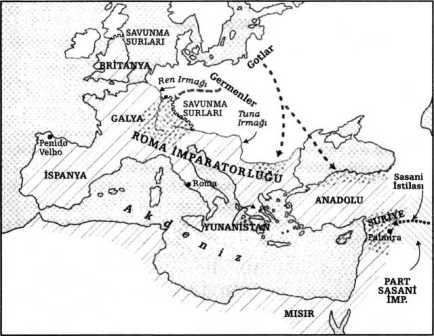 SAVUNMA
SURLARI
BRİTANYA
Ren Irmağı
Germenler
Gotlar
SAVUNMA
SURLARI
Tuna
Irmağı
GALYA
Penido
Velho
İSPANYA
ROMA İMPARATORLUĞU
Roma
Akdeniz
YUNANİSTAN
ANADOLU
Sasani
İstilası
SURİYE
Palmira
PART
SASANİ
İMP.
MISIR